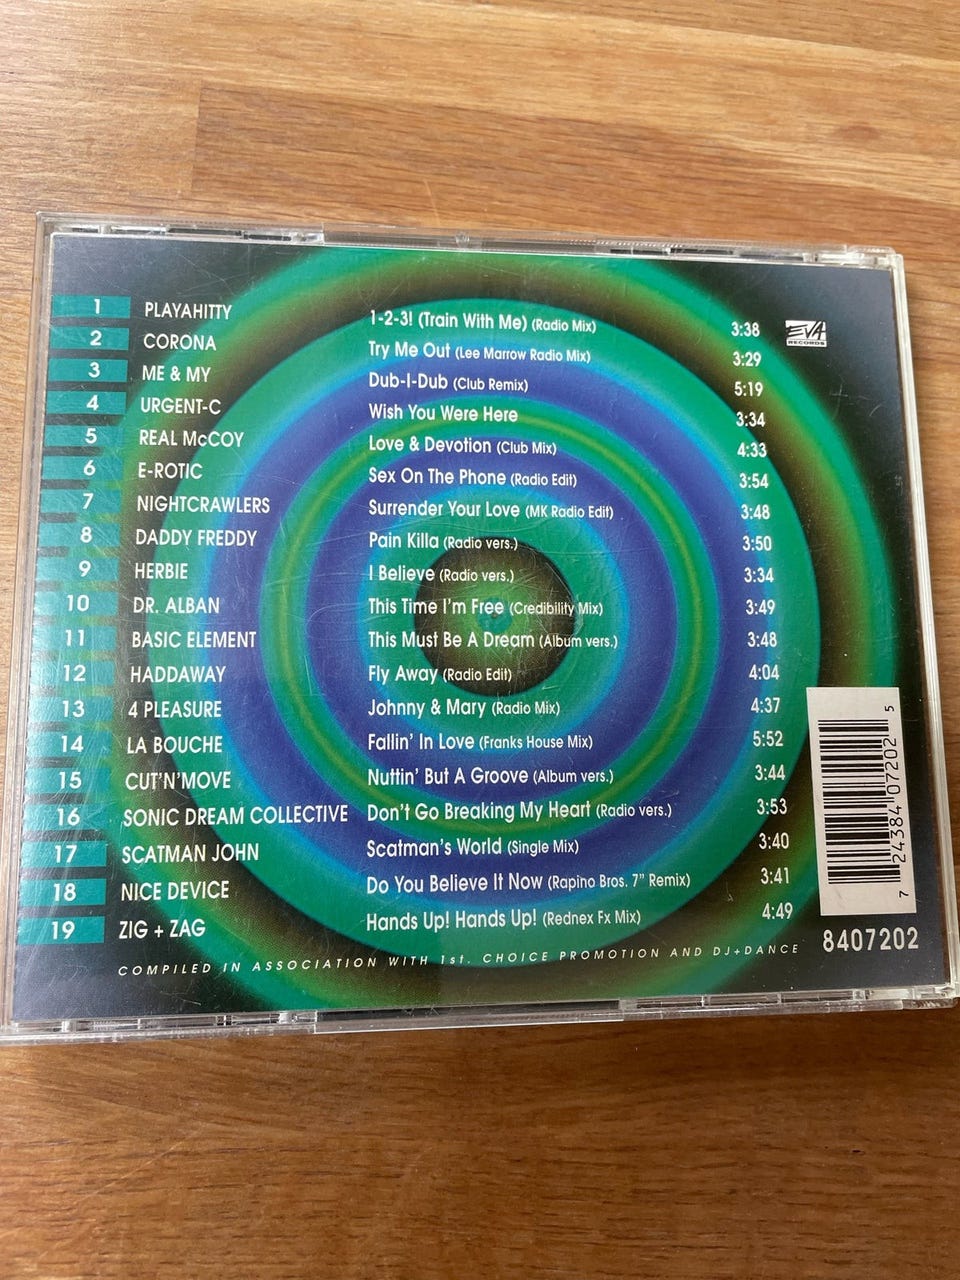 1 PLAYAHITTY 1-2-3! (Train With Me) (Radio Mix) 3:38
2 CORONA Try Me Out (Lee Marrow Radio Mix) 3:29
3 ME & MY Dub-I-Dub (Club Remix) 5:19
4 URGENT-C Wish You Were Here 3:34
5 REAL McCOY Love & Devotion (Club Mix) 4:33
6 E-ROTIC Sex On The Phone (Radio Edit) 3:54
7 NIGHTCRAWLERS Surrender Your Love (MK Radio Edit) 3:48
8 DADDY FREDDY Pain Killa (Radio vers.) 3:50
9 HERBIE I Believe (Radio vers.) 3:34
10 DR. ALBAN This Time I'm Free (Credibility Mix) 3:49
11 BASIC ELEMENT This Must Be A Dream (Album vers.) 3:48
12 HADDAWAY Fly Away (Radio Edit) 4:04
13 4 PLEASURE Johnny & Mary (Radio Mix) 4:37
14 LA BOUCHE Fallin' In Love (Franks House Mix) 5:52
15 CUT'N'MOVE Nuttin' But A Groove (Album vers.) 3:44
16 SONIC DREAM COLLECTIVE Don't Go Breaking My Heart (Radio vers.) 3:53
17 SCATMAN JOHN Scatman's World (Single Mix) 3:40
18 NICE DEVICE Do You Believe It Now (Rapino Bros. 7" Remix) 3:41
19 ZIG + ZAG Hands Up! Hands Up! (Rednex Fx Mix) 4:49
COMPILED IN ASSOCIATION WITH 1st. CHOICE PROMOTION AND DJ+DANCE
EVA
RECORDS
7 24384 07202 5
8407202